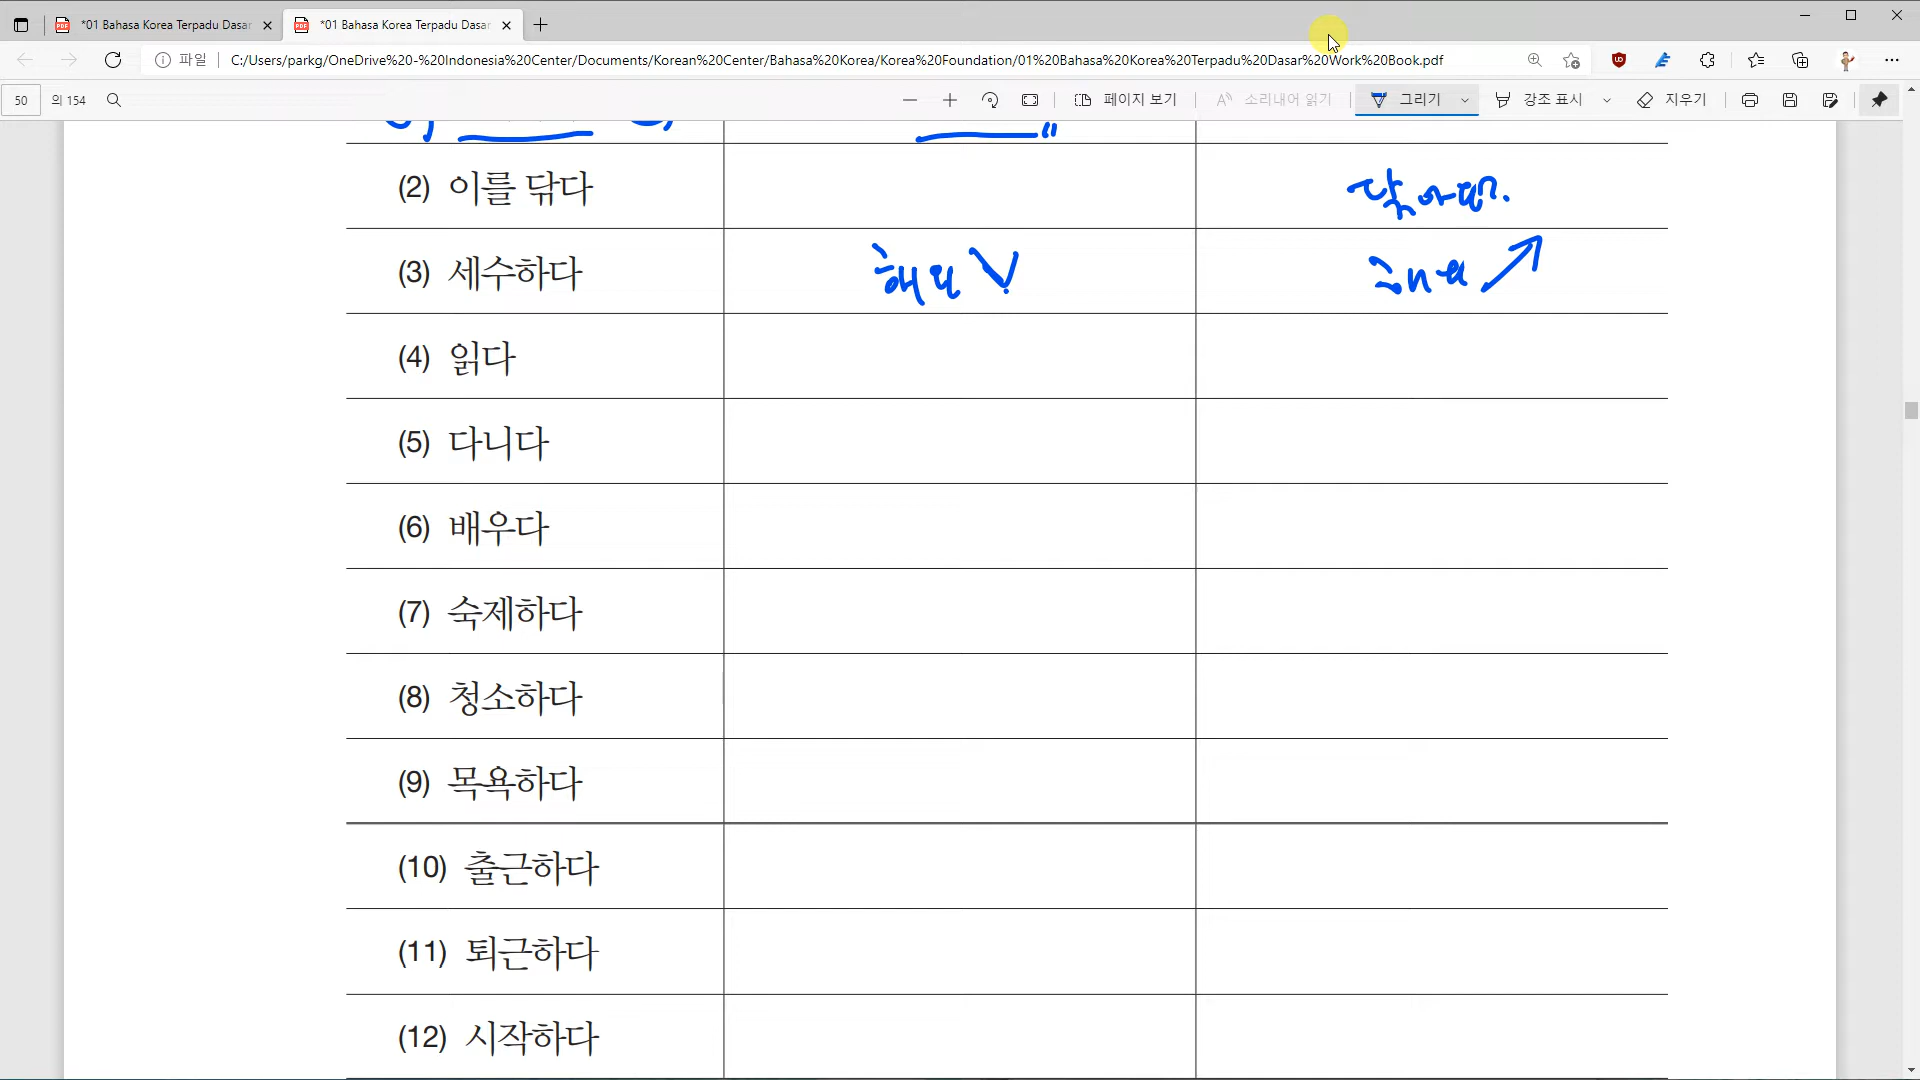 *01 Bahasa Korea Terpadu Dasar
*01 Bahasa Korea Terpadu Dasar
파일 C:/Users/parkg/OneDrive%20-%20Indonesia%20Center/Documents/Korean%20Center/Bahasa%20Korea/Korea%20Foundation/01%20Bahasa%20Korea%20Terpadu%20Dasar%20Work%20Book.pdf
50 의 154 페이지 보기 소리내어 읽기 그리기 강조 표시 지우기
(2) 이를 닦다 닦아요?
(3) 세수하다 해요 해요
(4) 읽다
(5) 다니다
(6) 배우다
(7) 숙제하다
(8) 청소하다
(9) 목욕하다
(10) 출근하다
(11) 퇴근하다
(12) 시작하다